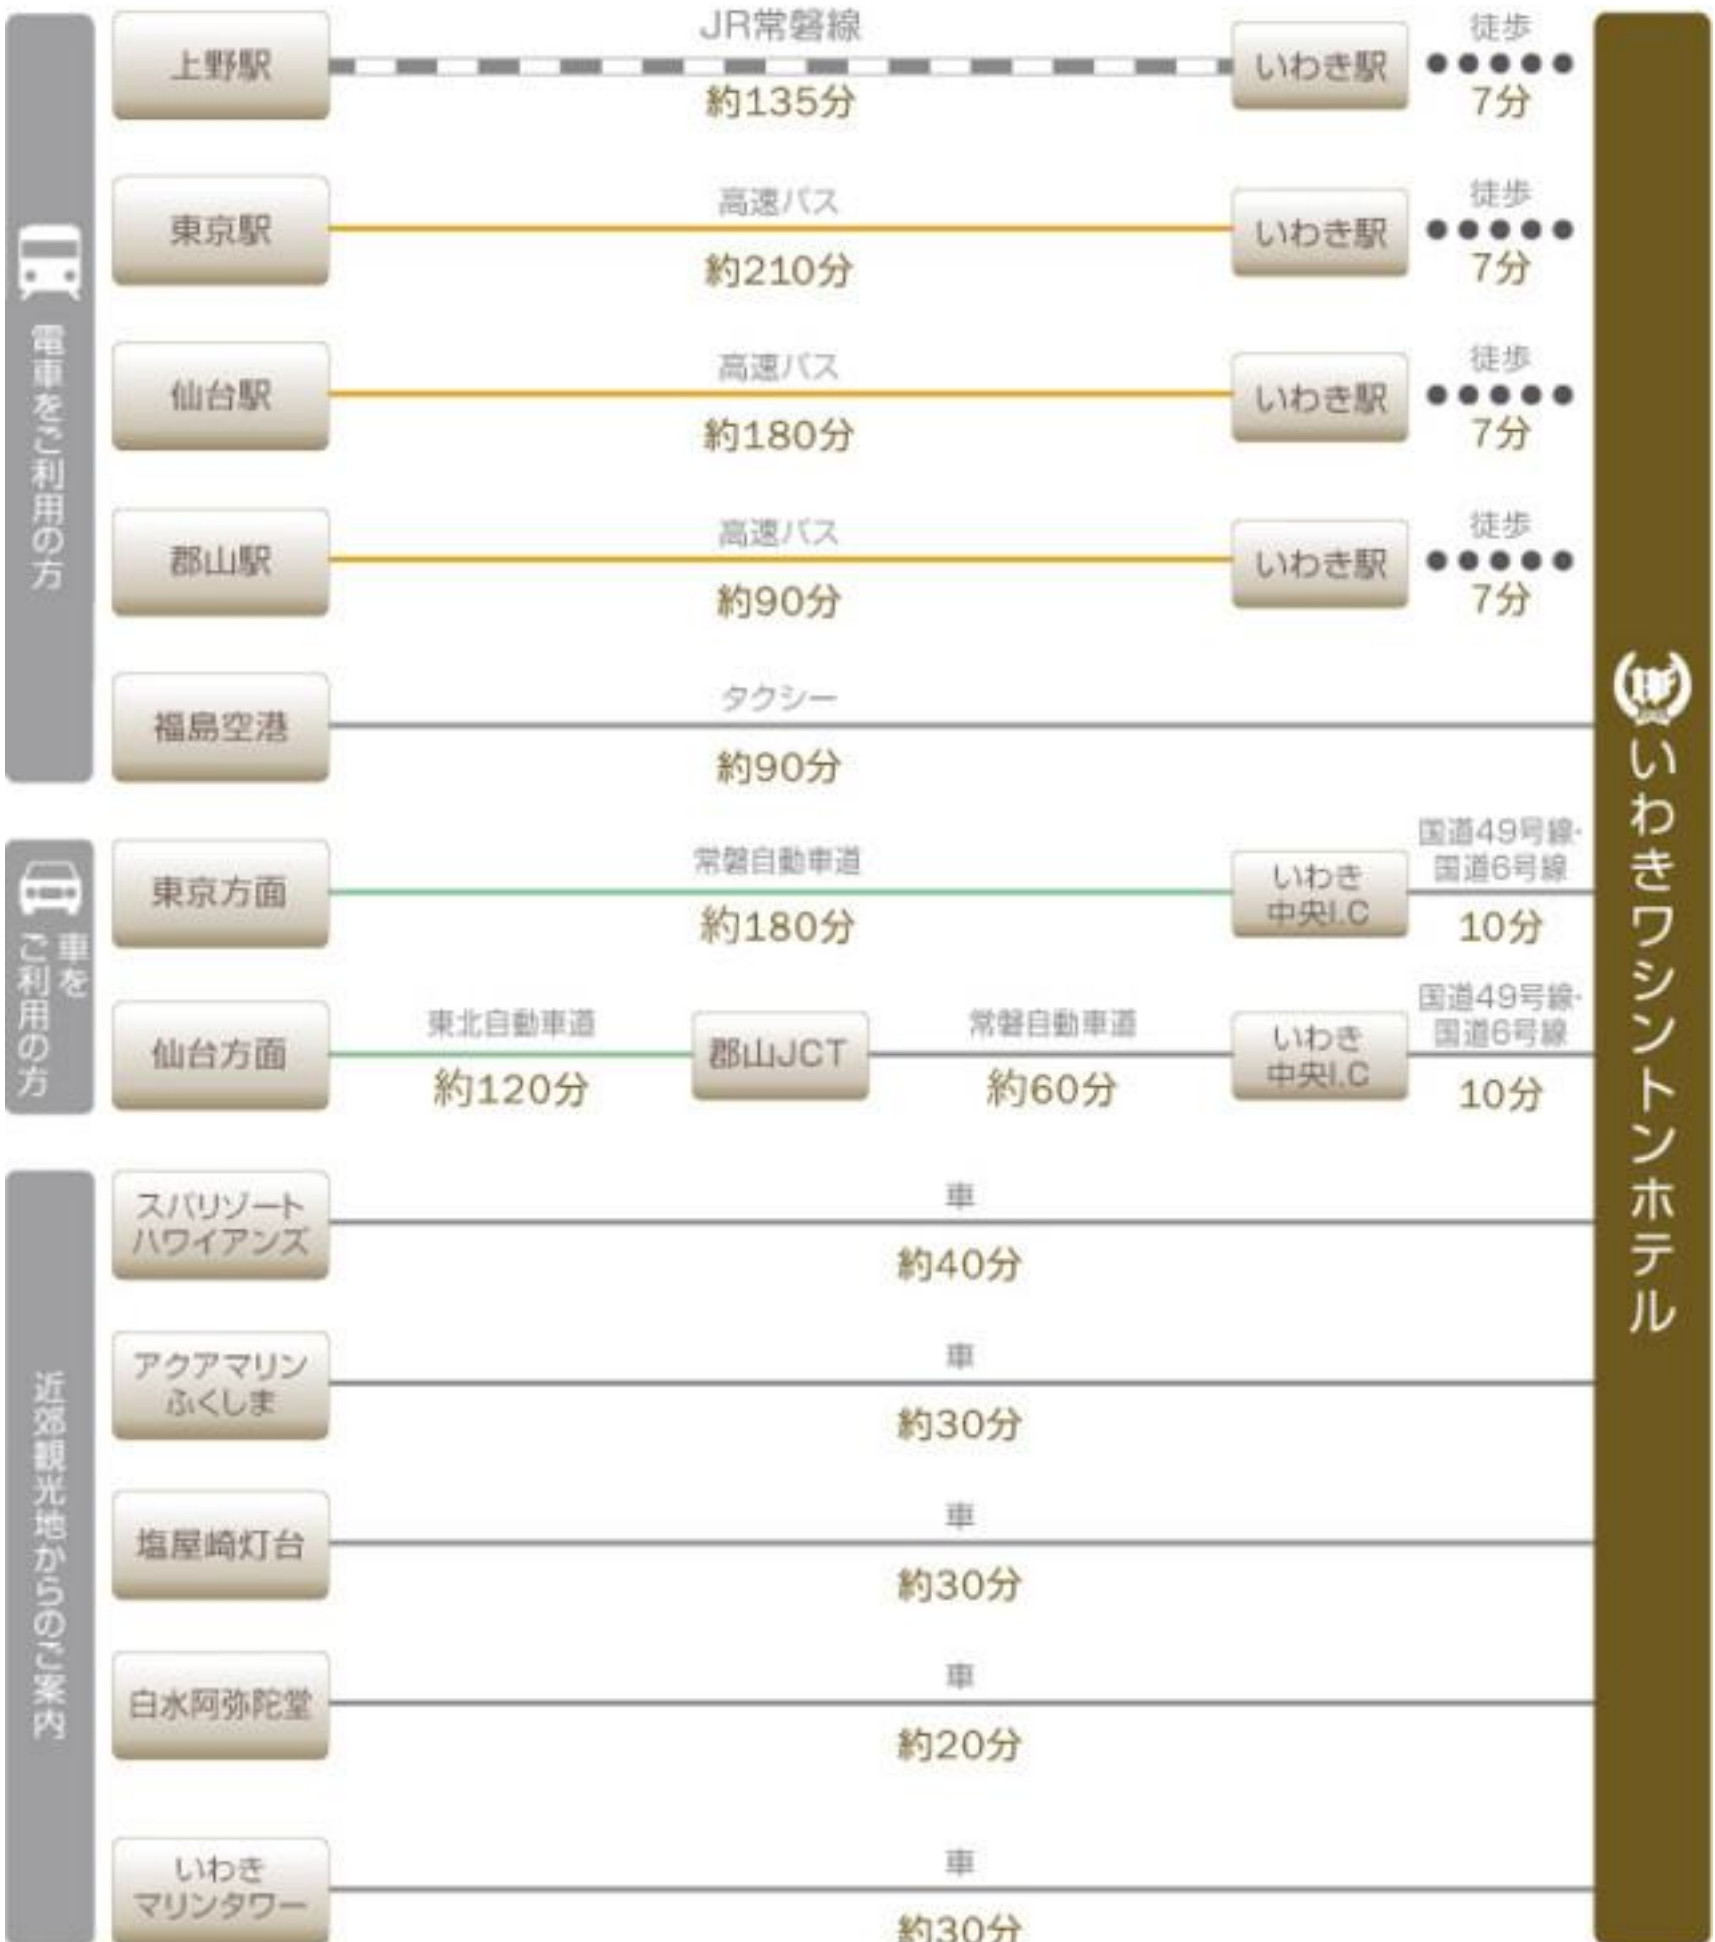 電車をご利用の方
上野駅
JR常磐線
約135分
いわき駅
徒歩
7分
東京駅
高速バス
約210分
いわき駅
徒歩
7分
仙台駅
高速バス
約180分
いわき駅
徒歩
7分
郡山駅
高速バス
約90分
いわき駅
徒歩
7分
福島空港
タクシー
約90分
車を
ご利用の方
東京方面
常磐自動車道
約180分
いわき
中央I.C
国道49号線・
国道6号線
10分
仙台方面
東北自動車道
約120分
郡山JCT
常磐自動車道
約60分
いわき
中央I.C
国道49号線・
国道6号線
10分
近郊観光地からのご案内
スパリゾート
ハワイアンズ
車
約40分
アクアマリン
ふくしま
車
約30分
塩屋崎灯台
車
約30分
白水阿弥陀堂
車
約20分
いわき
マリンタワー
車
約30分
いわきワシントンホテル